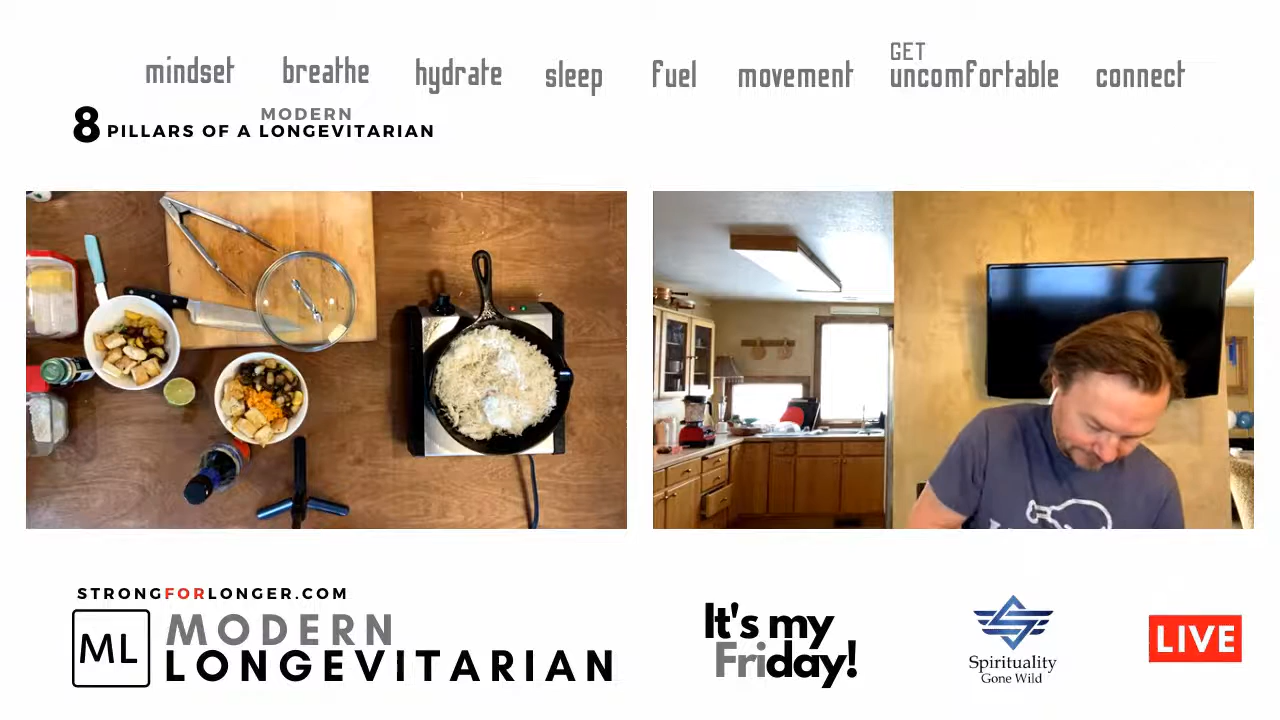 mindset breathe hydrate sleep fuel movement GET uncomfortable connect
8 PILLARS OF A MODERN LONGEVITARIAN
STRONGFORLONGER.COM
ML MODERN
LONGEVITARIAN
It's my
Friday!
Spirituality
Gone Wild
LIVE